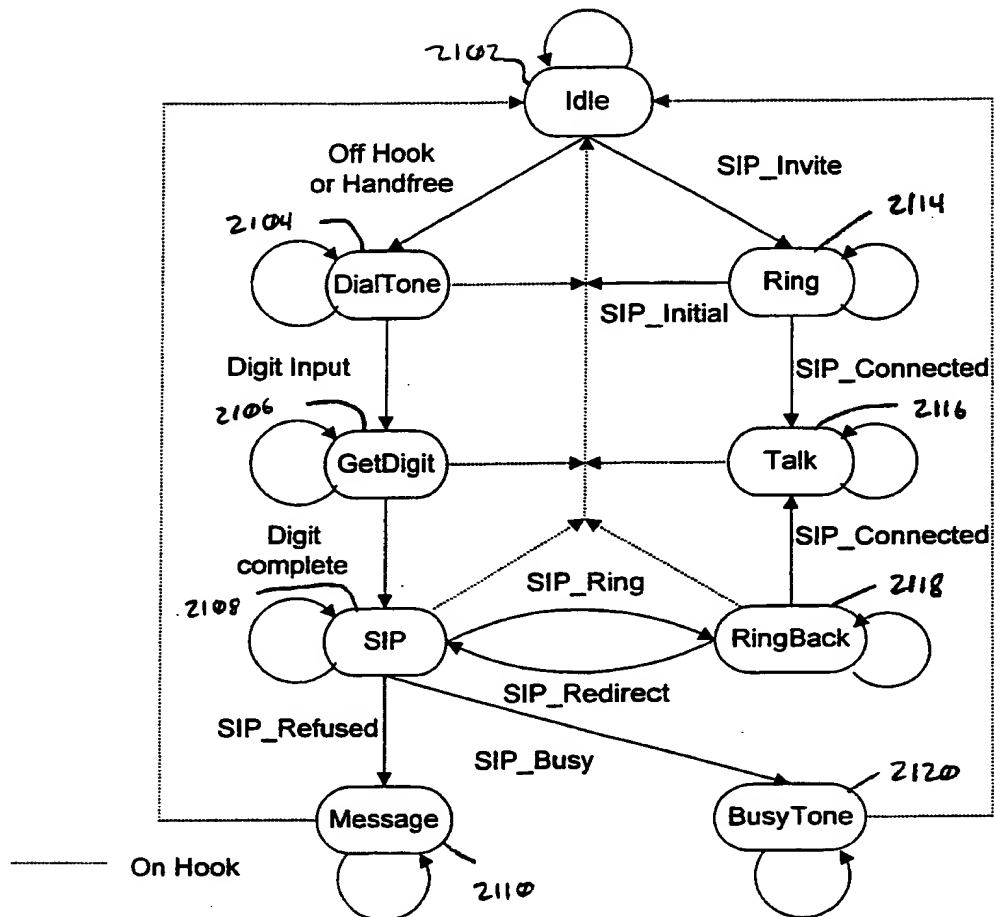 2102
Idle
Off Hook
or Handfree
SIP_Invite
2104
2114
DialTone
Ring
SIP_Initial
Digit Input
SIP_Connected
2106
2116
GetDigit
Talk
Digit
complete
SIP_Connected
SIP_Ring
2108
2118
SIP
RingBack
SIP_Redirect
SIP_Refused
SIP_Busy
2120
Message
BusyTone
On Hook
2110